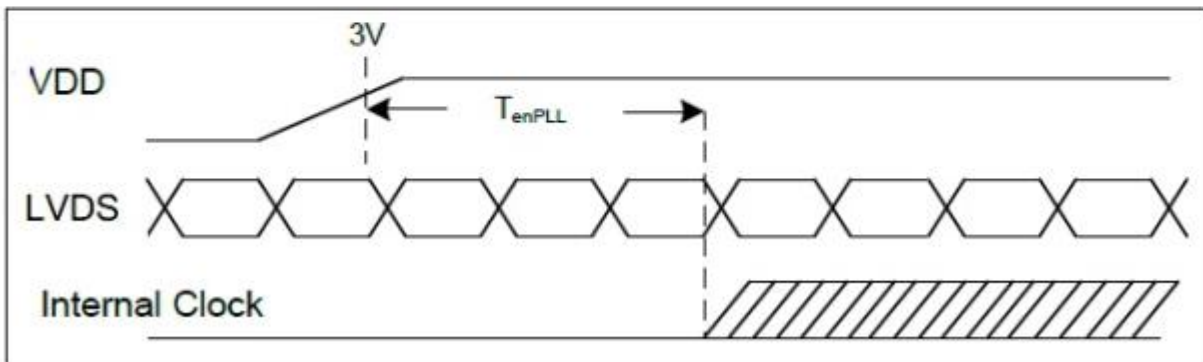 3V
VDD
TenPLL
LVDS
Internal Clock